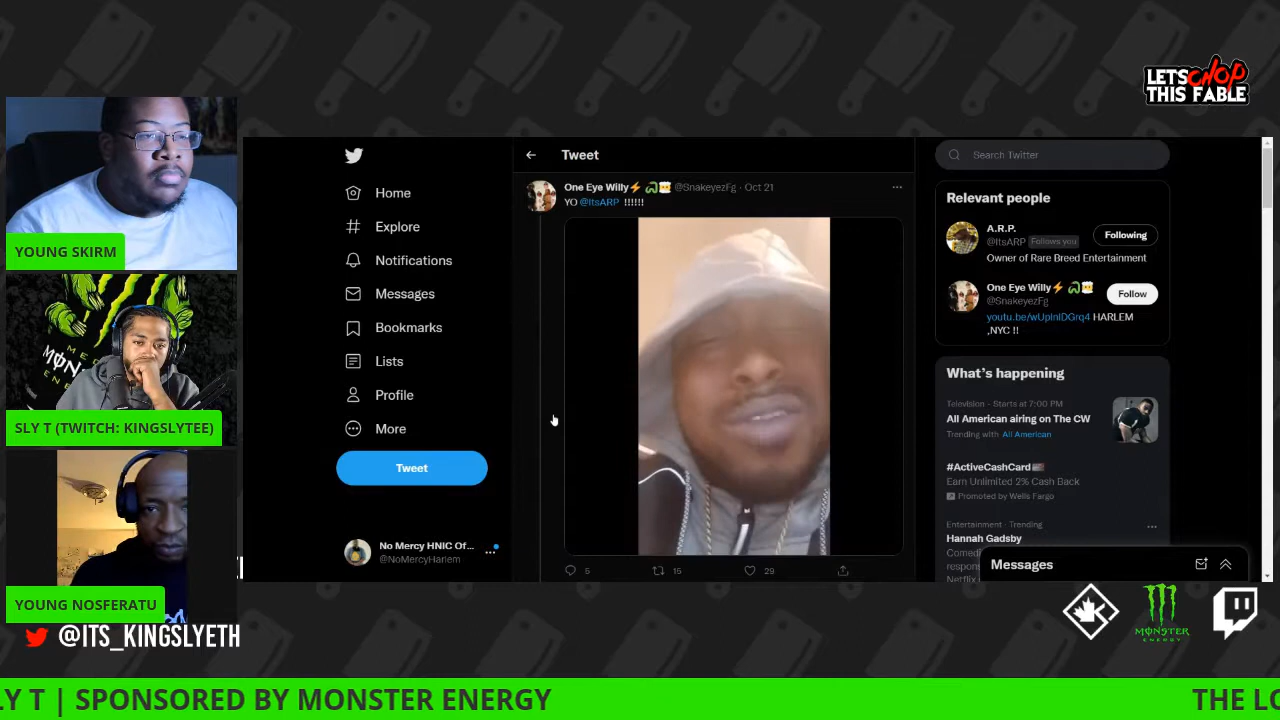 LETS CHOP
THIS FABLE
YOUNG SKIRM
SLY T (TWITCH: KINGSLYTEE)
YOUNG NOSFERATU
@ITS_KINGSLYETH
Home
Explore
Notifications
Messages
Bookmarks
Lists
Profile
More
Tweet
No Mercy HNIC Of...
@NoMercyHarlem
Tweet
One Eye Willy @SnakeyezFg · Oct 21
YO @ItsARP !!!!!!
5
15
29
Search Twitter
Relevant people
A.R.P.
@ItsARP Follows you
Following
Owner of Rare Breed Entertainment
One Eye Willy
@SnakeyezFg
Follow
HARLEM
,NYC !!
What's happening
Television · Starts at 7:00 PM
All American airing on The CW
Trending with All American
#ActiveCashCard
Earn Unlimited 2% Cash Back
Promoted by Wells Fargo
Entertainment · Trending
Hannah Gadsby
Messages
MONSTER
ENERGY
LY T | SPONSORED BY MONSTER ENERGY
THE LO